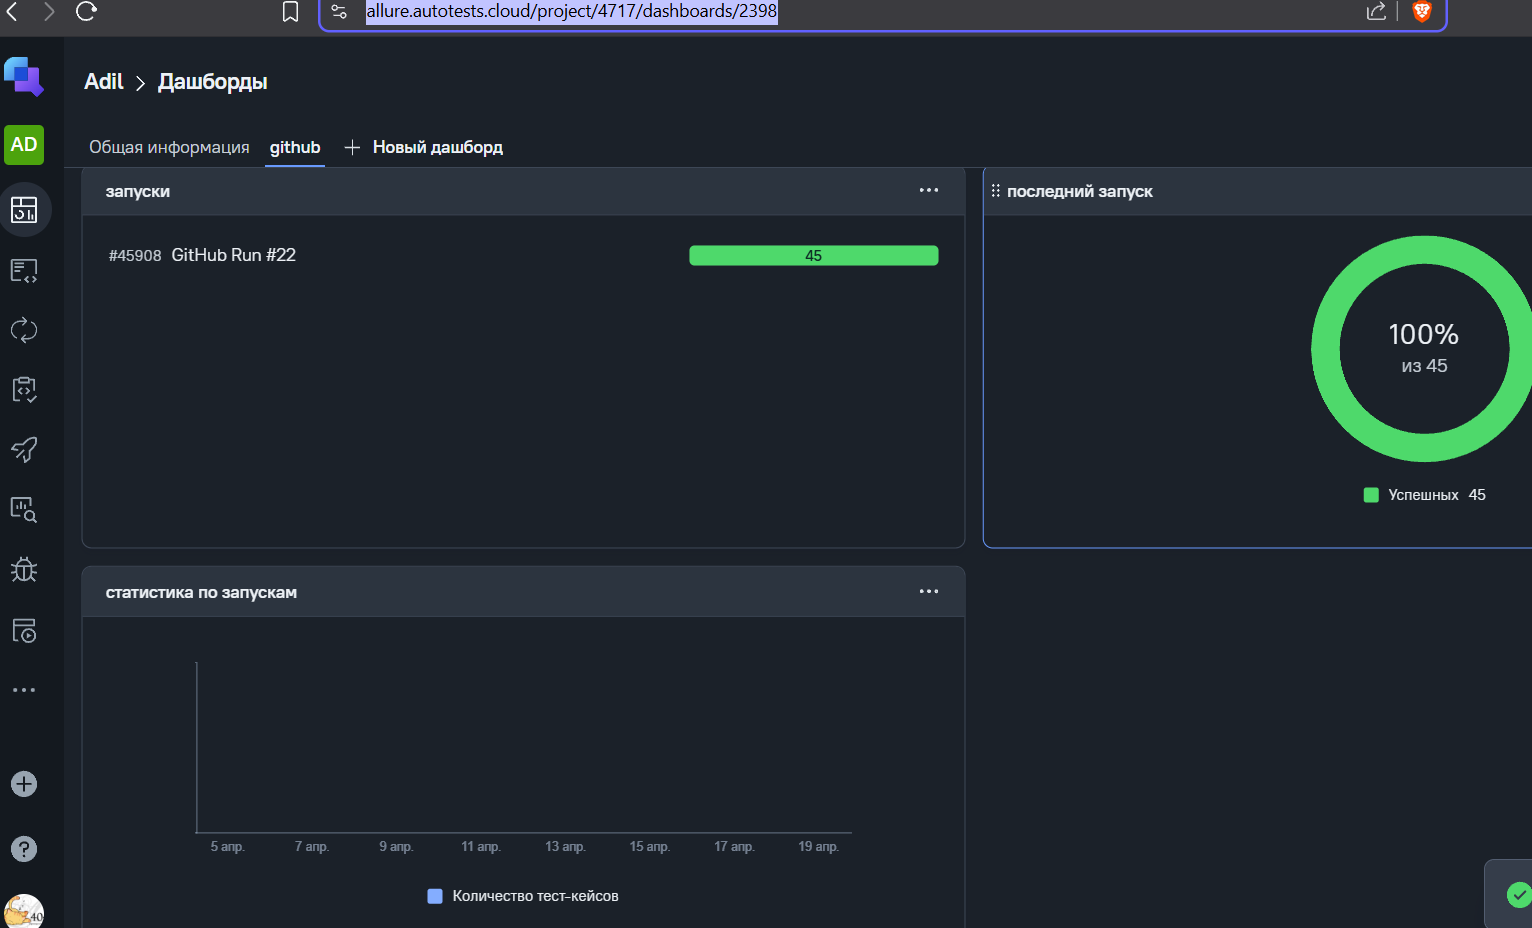 allure.autotests.cloud/project/4717/dashboards/2398
Adil > Дашборды
AD
Общая информация github + Новый дашборд
запуски
#45908 GitHub Run #22 45
последний запуск
100%
из 45
Успешных 45
статистика по запускам
5 апр. 7 апр. 9 апр. 11 апр. 13 апр. 15 апр. 17 апр. 19 апр.
Количество тест-кейсов
40